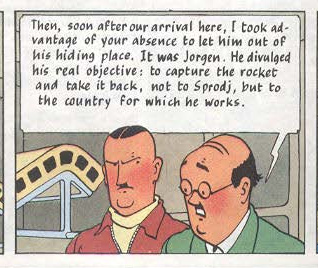 Then, soon after our arrival here, I took ad-
vantage of your absence to let him out of
his hiding place. It was Jorgen. He divulged
his real objective: to capture the rocket
and take it back, not to Sprodj, but to
the country for which he works.